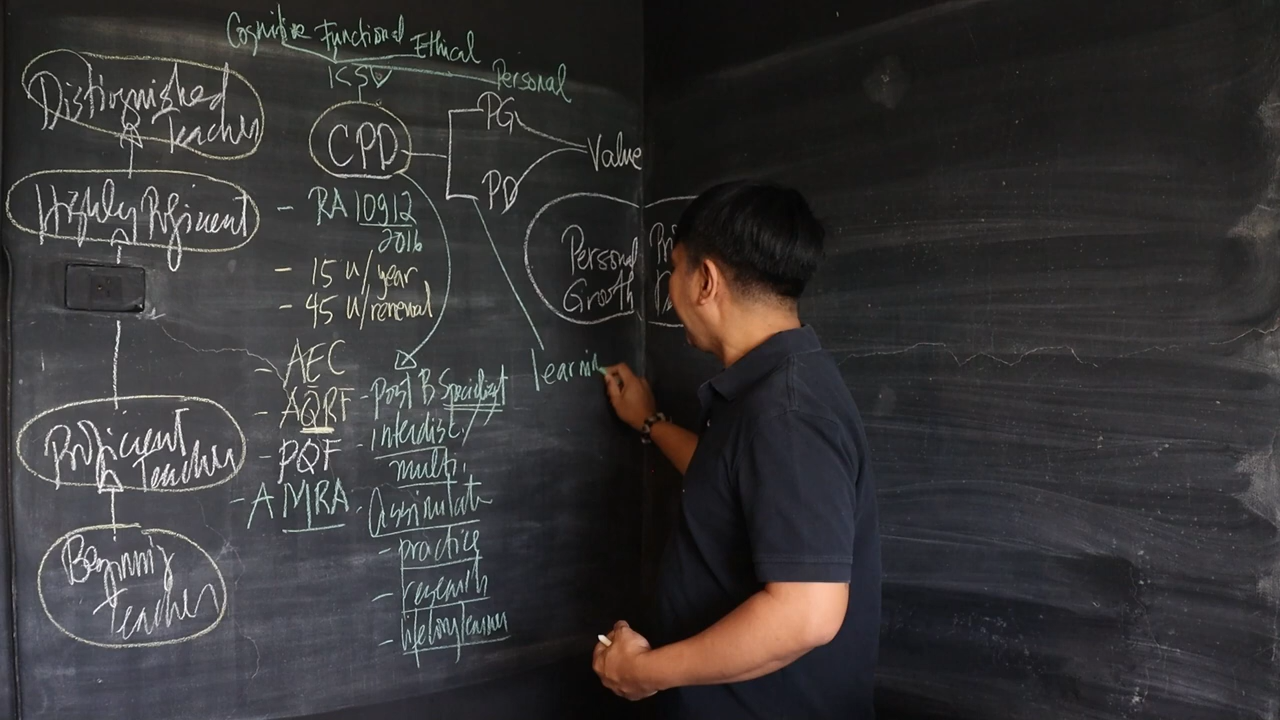 Cognitive Functional Ethical
Personal
KSV
Distinguished
Teacher
Highly Proficient
Proficient
Teacher
Beginning
Teacher
CPD
PG
PD
Value
- RA 10912
2016
- 15 u/year
- 45 u/renewal
- AEC
- AQRF
- PQF
- AMRA
- post B Specialist
- interdisc/
multi.
- Assimilate
- practice
- research
- lifelong learner
Personal
Growth
learnin